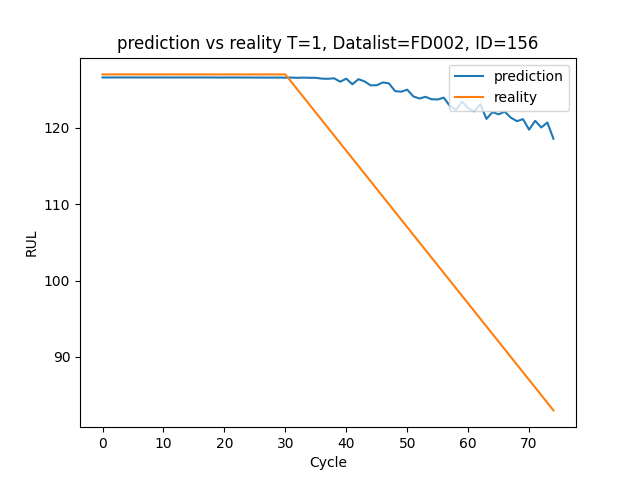 prediction vs reality T=1, Datalist=FD002, ID=156
prediction
reality
RUL
120
110
100
90
0 10 20 30 40 50 60 70
Cycle